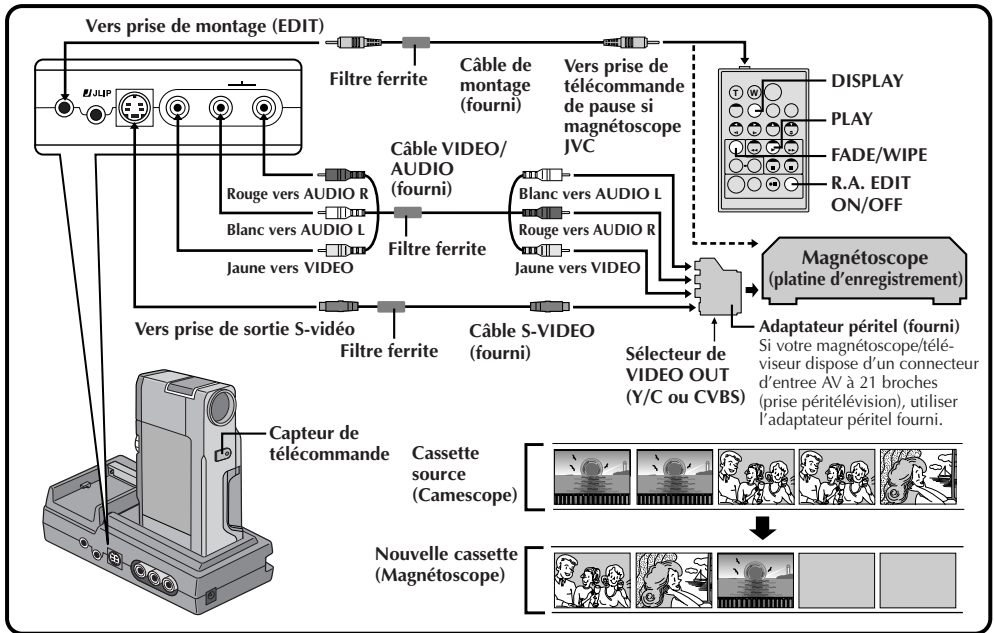 Vers prise de montage (EDIT)
Filtre ferrite
Câble de
montage
(fourni)
Vers prise de
télécommande
de pause si
magnétoscope
JVC
T W
DISPLAY
PLAY
FADE/WIPE
R.A. EDIT
ON/OFF
JLIP
Câble VIDEO/
AUDIO
(fourni)
Rouge vers AUDIO R
Blanc vers AUDIO L
Jaune vers VIDEO
Filtre ferrite
Blanc vers AUDIO L
Rouge vers AUDIO R
Jaune vers VIDEO
Magnétoscope
(platine d'enregistrement)
Vers prise de sortie S-vidéo
Filtre ferrite
Câble S-VIDEO
(fourni)
Sélecteur de
VIDEO OUT
(Y/C ou CVBS)
Adaptateur péritel (fourni)
Si votre magnétoscope/télé-
viseur dispose d'un connecteur
d'entree AV à 21 broches
(prise péritélévision), utiliser
l'adaptateur péritel fourni.
Capteur de
télécommande
Cassette
source
(Camescope)
Nouvelle cassette
(Magnétoscope)